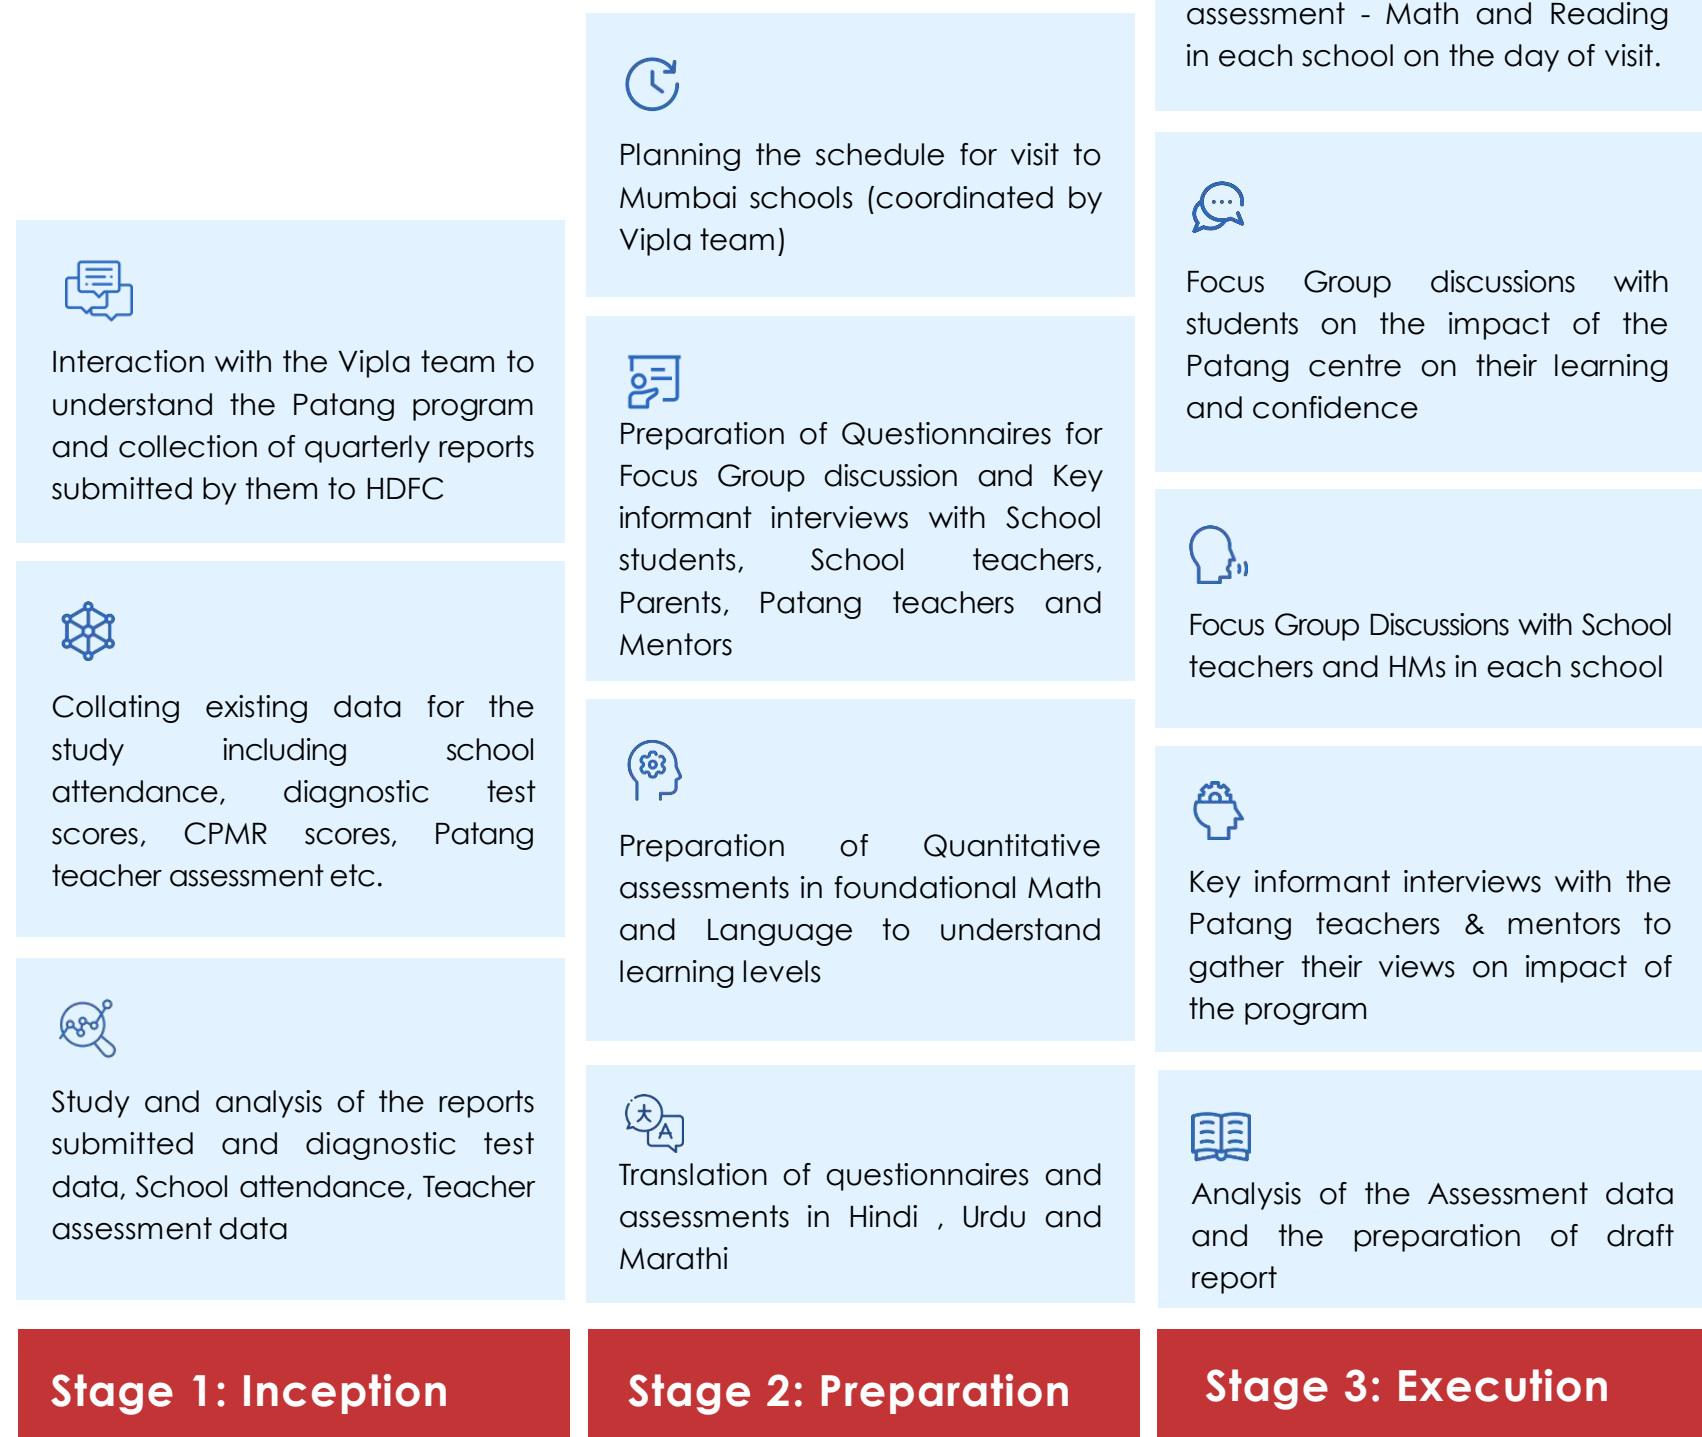 Interaction with the Vipla team to
understand the Patang program
and collection of quarterly reports
submitted by them to HDFC
Collating existing data for the
study including school
attendance, diagnostic test
scores, CPMR scores, Patang
teacher assessment etc.
Study and analysis of the reports
submitted and diagnostic test
data, School attendance, Teacher
assessment data
Stage 1: Inception
Planning the schedule for visit to
Mumbai schools (coordinated by
Vipla team)
Preparation of Questionnaires for
Focus Group discussion and Key
informant interviews with School
students, School teachers,
Parents, Patang teachers and
Mentors
Preparation of Quantitative
assessments in foundational Math
and Language to understand
learning levels
大
A
Translation of questionnaires and
assessments in Hindi , Urdu and
Marathi
Stage 2: Preparation
assessment - Math and Reading
in each school on the day of visit.
Focus Group discussions with
students on the impact of the
Patang centre on their learning
and confidence
Focus Group Discussions with School
teachers and HMs in each school
Key informant interviews with the
Patang teachers & mentors to
gather their views on impact of
the program
Analysis of the Assessment data
and the preparation of draft
report
Stage 3: Execution